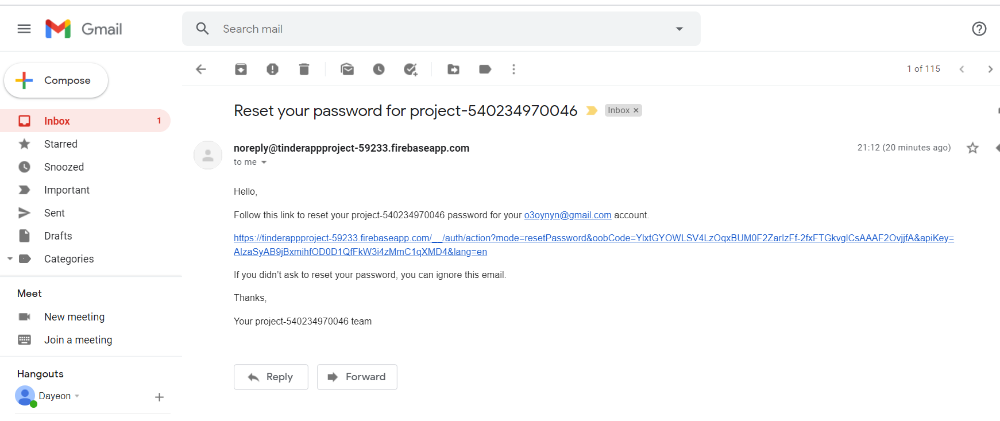 Gmail
Search mail
Compose
1 of 115
Inbox 1
Starred
Snoozed
Important
Sent
Drafts
Categories
Meet
New meeting
Join a meeting
Hangouts
Dayeon
Reset your password for project-540234970046 Inbox ×
noreply@tinderappproject-59233.firebaseapp.com 21:12 (20 minutes ago)
to me
Hello,
Follow this link to reset your project-540234970046 password for your o3oynyn@gmail.com account.
https://tinderappproject-59233.firebaseapp.com/__/auth/action?mode=resetPassword&oobCode=YlxtGYOWLSV4LzOqxBUM0F2ZarIzFf-2fxFTGkvglCsAAAF2OvjjfA&apiKey=
AIzaSyAB9jBxmihfOD0D1QfFkW3i4zMmC1qXMD4&lang=en
If you didn’t ask to reset your password, you can ignore this email.
Thanks,
Your project-540234970046 team
Reply
Forward